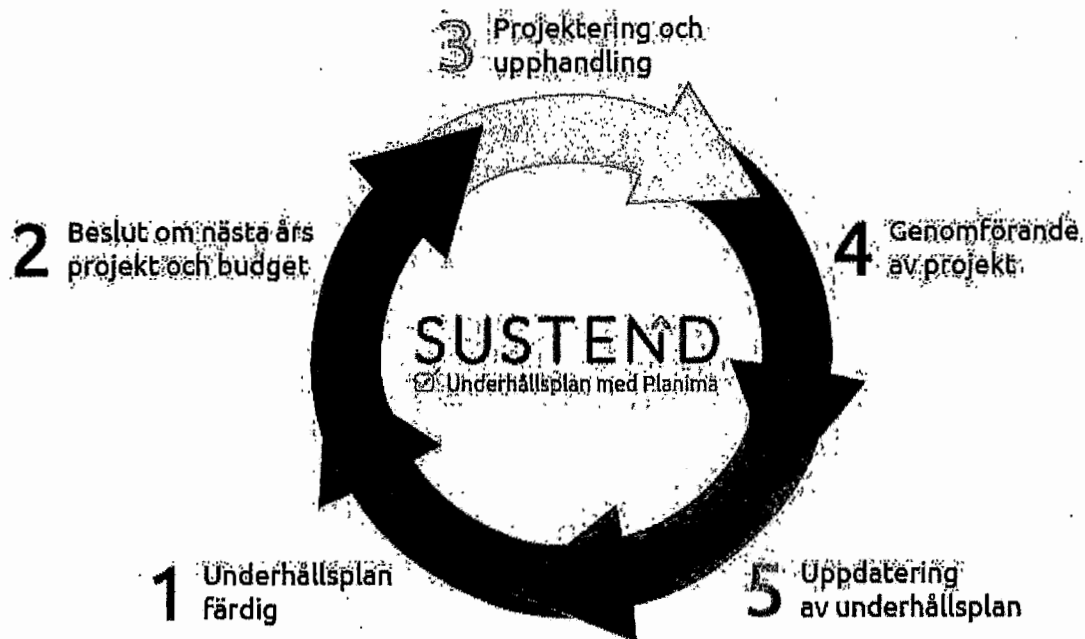 3 Projektering och
upphandling
2 Beslut om nästa års
projekt och budget
4 Genomförande
av projekt
SUSTEND
Underhållsplan med Planima
1 Underhållsplan
färdig
5 Uppdatering
av underhållsplan